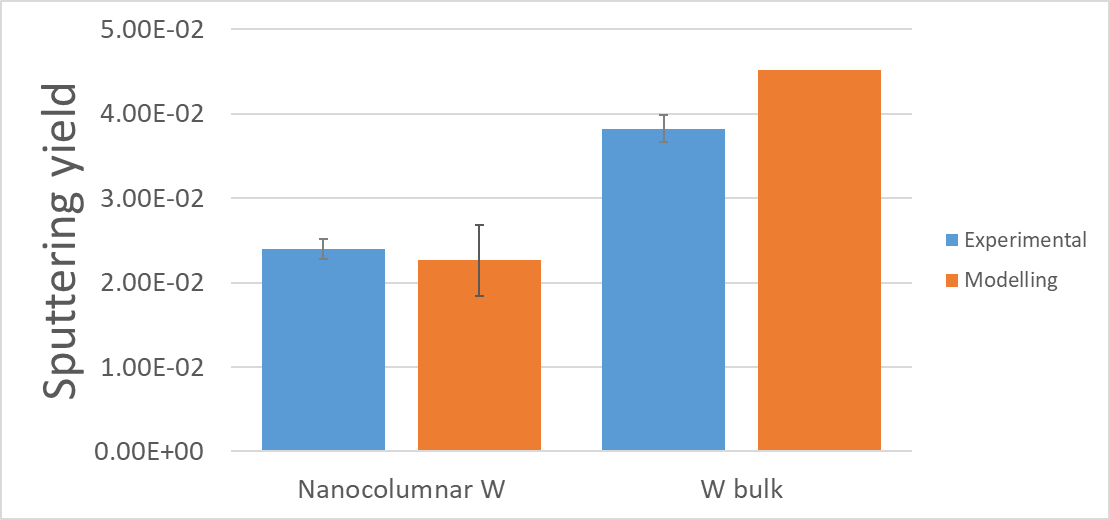 Sputtering yield
5.00E-02
4.00E-02
3.00E-02
2.00E-02
1.00E-02
0.00E+00
Nanocolumnar W
W bulk
Experimental
Modelling